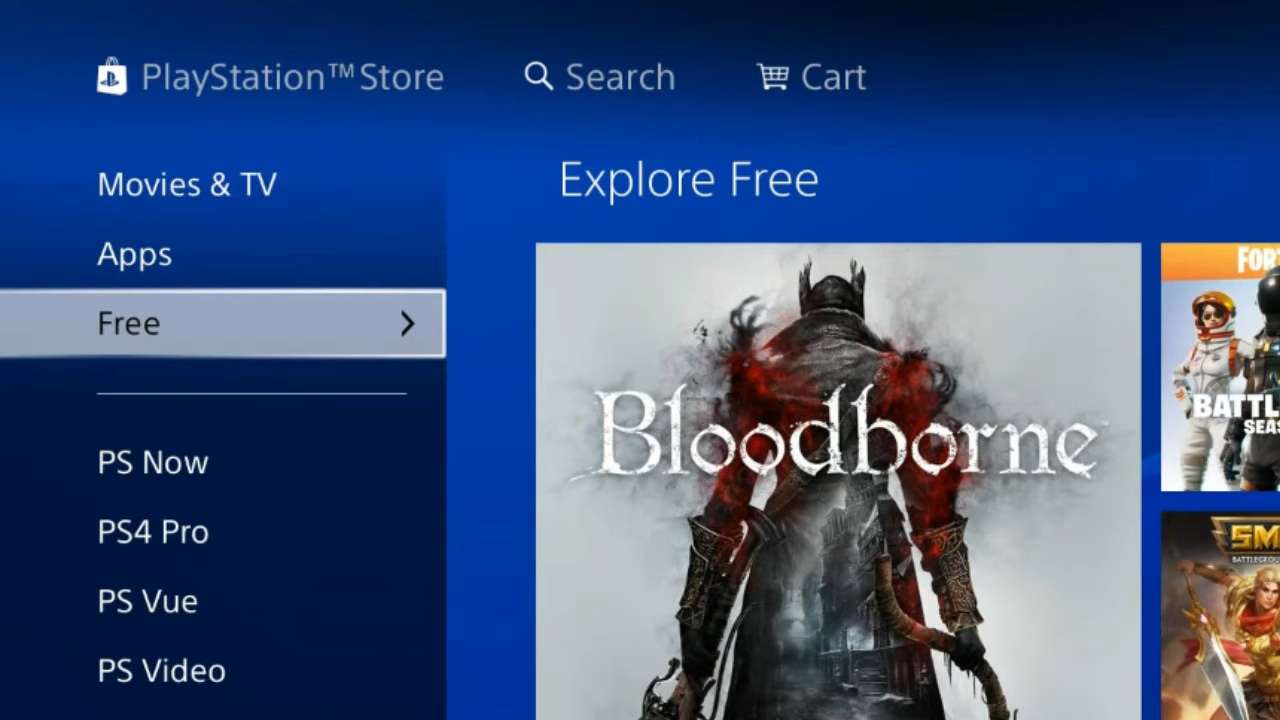 PlayStation™Store
Search
Cart
Movies & TV
Apps
Free
PS Now
PS4 Pro
PS Vue
PS Video
Explore Free
Bloodborne